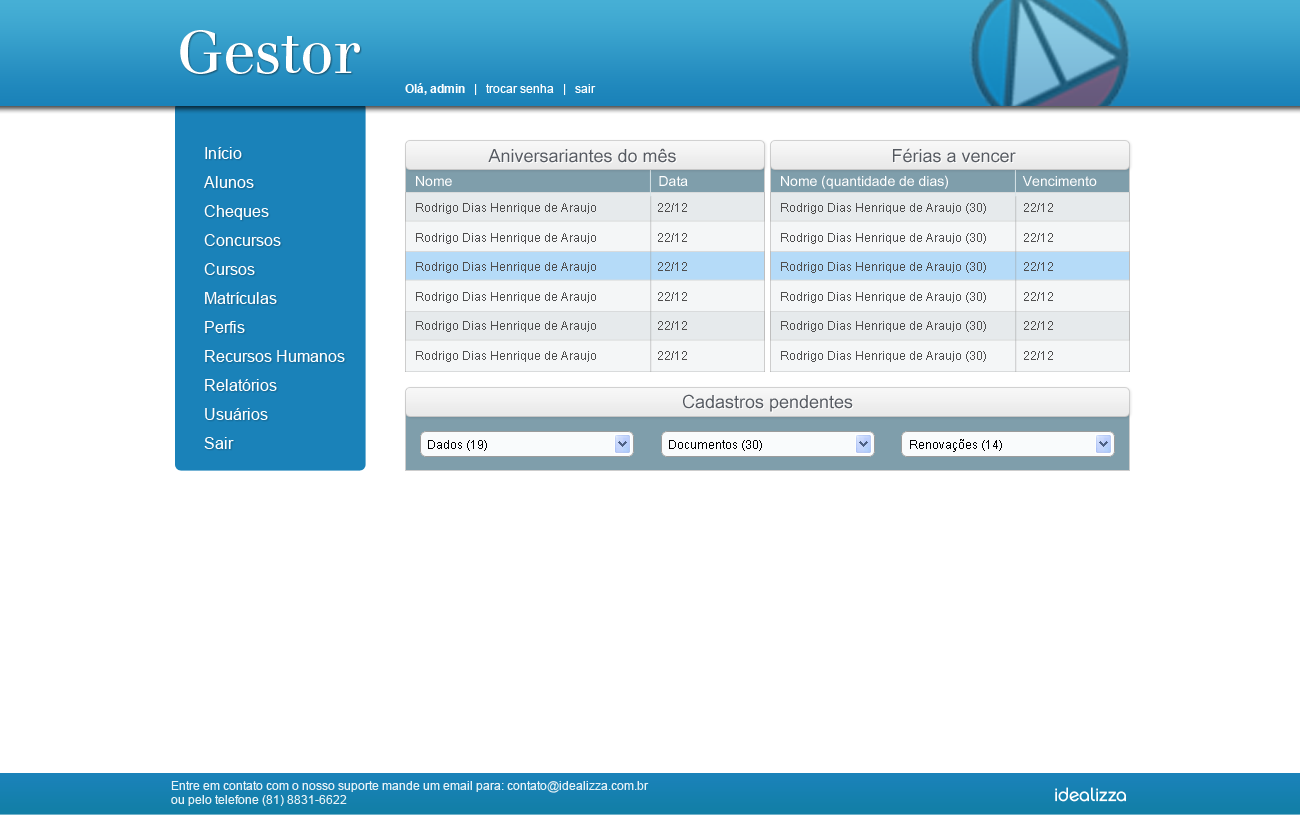 Gestor
Olá, admin | trocar senha | sair
Início
Alunos
Cheques
Concursos
Cursos
Matrículas
Perfis
Recursos Humanos
Relatórios
Usuários
Sair
Aniversariantes do mês
Nome Data
Rodrigo Dias Henrique de Araujo 22/12
Rodrigo Dias Henrique de Araujo 22/12
Rodrigo Dias Henrique de Araujo 22/12
Rodrigo Dias Henrique de Araujo 22/12
Rodrigo Dias Henrique de Araujo 22/12
Rodrigo Dias Henrique de Araujo 22/12
Férias a vencer
Nome (quantidade de dias) Vencimento
Rodrigo Dias Henrique de Araujo (30) 22/12
Rodrigo Dias Henrique de Araujo (30) 22/12
Rodrigo Dias Henrique de Araujo (30) 22/12
Rodrigo Dias Henrique de Araujo (30) 22/12
Rodrigo Dias Henrique de Araujo (30) 22/12
Rodrigo Dias Henrique de Araujo (30) 22/12
Cadastros pendentes
Dados (19) Documentos (30) Renovações (14)
Entre em contato com o nosso suporte mande um email para: contato@idealizza.com.br
ou pelo telefone (81) 8831-6622
idealizza